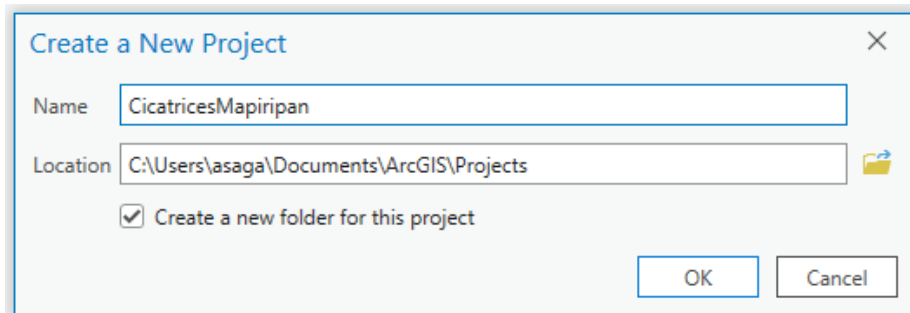 Create a New Project
Name CicatricesMapiripan
Location C:\Users\asaga\Documents\ArcGIS\Projects
Create a new folder for this project
OK Cancel